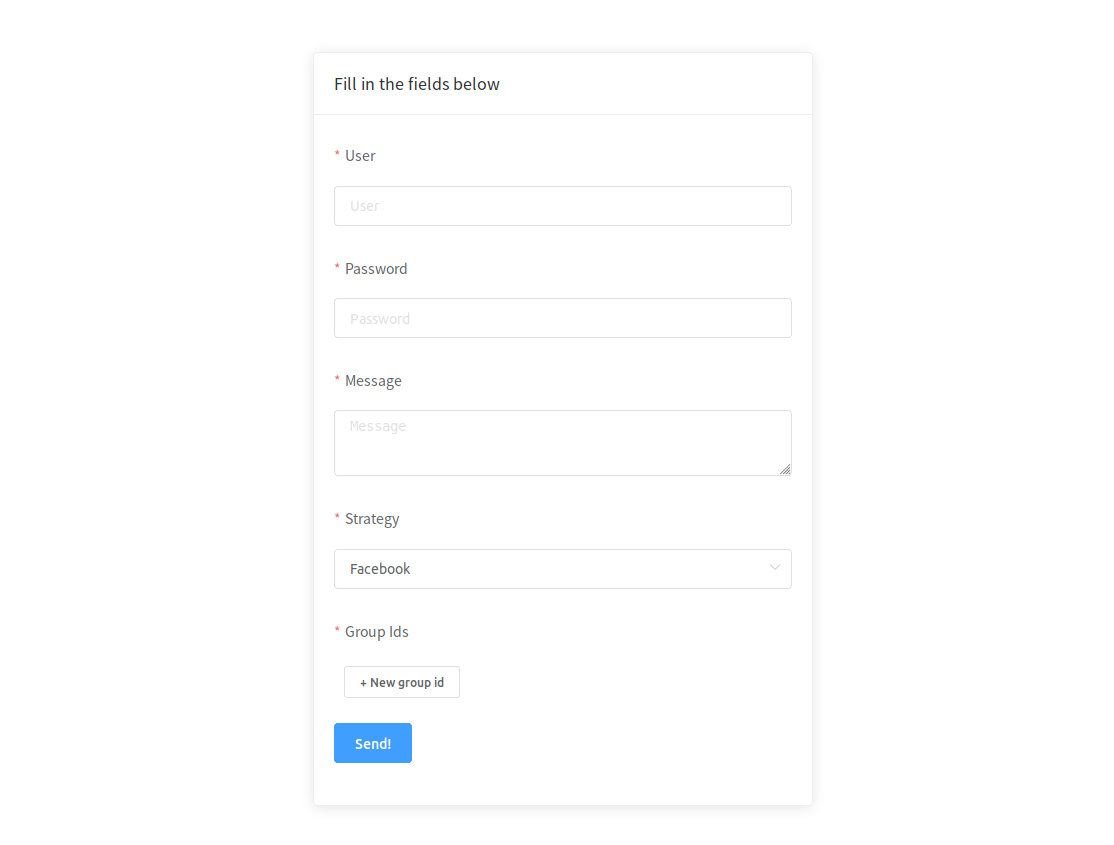 Fill in the fields below
* User
User
* Password
Password
* Message
Message
* Strategy
Facebook
* Group Ids
+ New group id
Send!